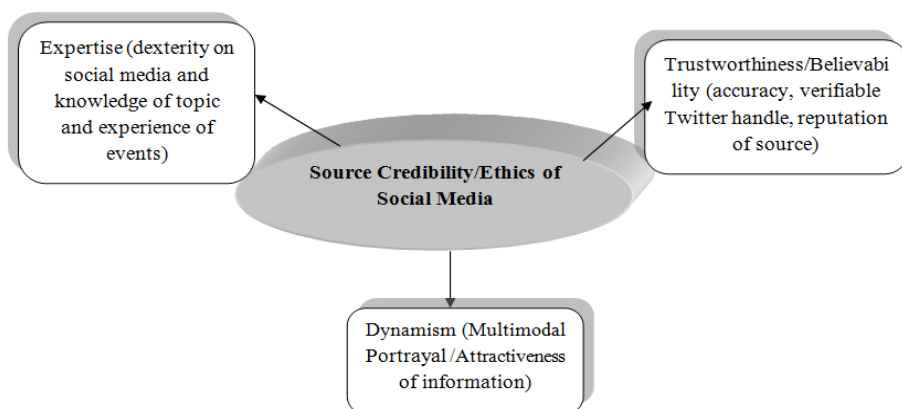 Expertise (dexterity on
social media and
knowledge of topic
and experience of
events)
Trustworthiness/Believabi
lity (accuracy, verifiable
Twitter handle, reputation
of source)
Source Credibility/Ethics of
Social Media
Dynamism (Multimodal
Portrayal /Attractiveness
of information)